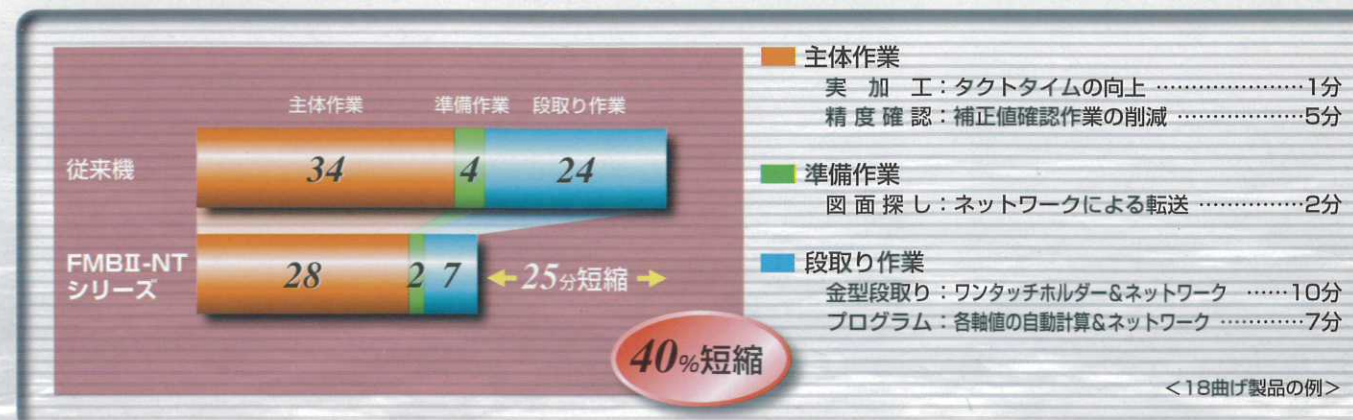 主体作業 準備作業 段取り作業
従来機 34 4 24
FMBⅡ-NT
シリーズ
28 2 7 25分短縮
40%短縮
主体作業
実加工：タクトタイムの向上 …………………1分
精度確認：補正値確認作業の削減 ………………5分
準備作業
図面探し：ネットワークによる転送 ……………2分
段取り作業
金型段取り：ワンタッチホルダー&ネットワーク ……10分
プログラム：各軸値の自動計算&ネットワーク …………7分
＜18曲げ製品の例＞